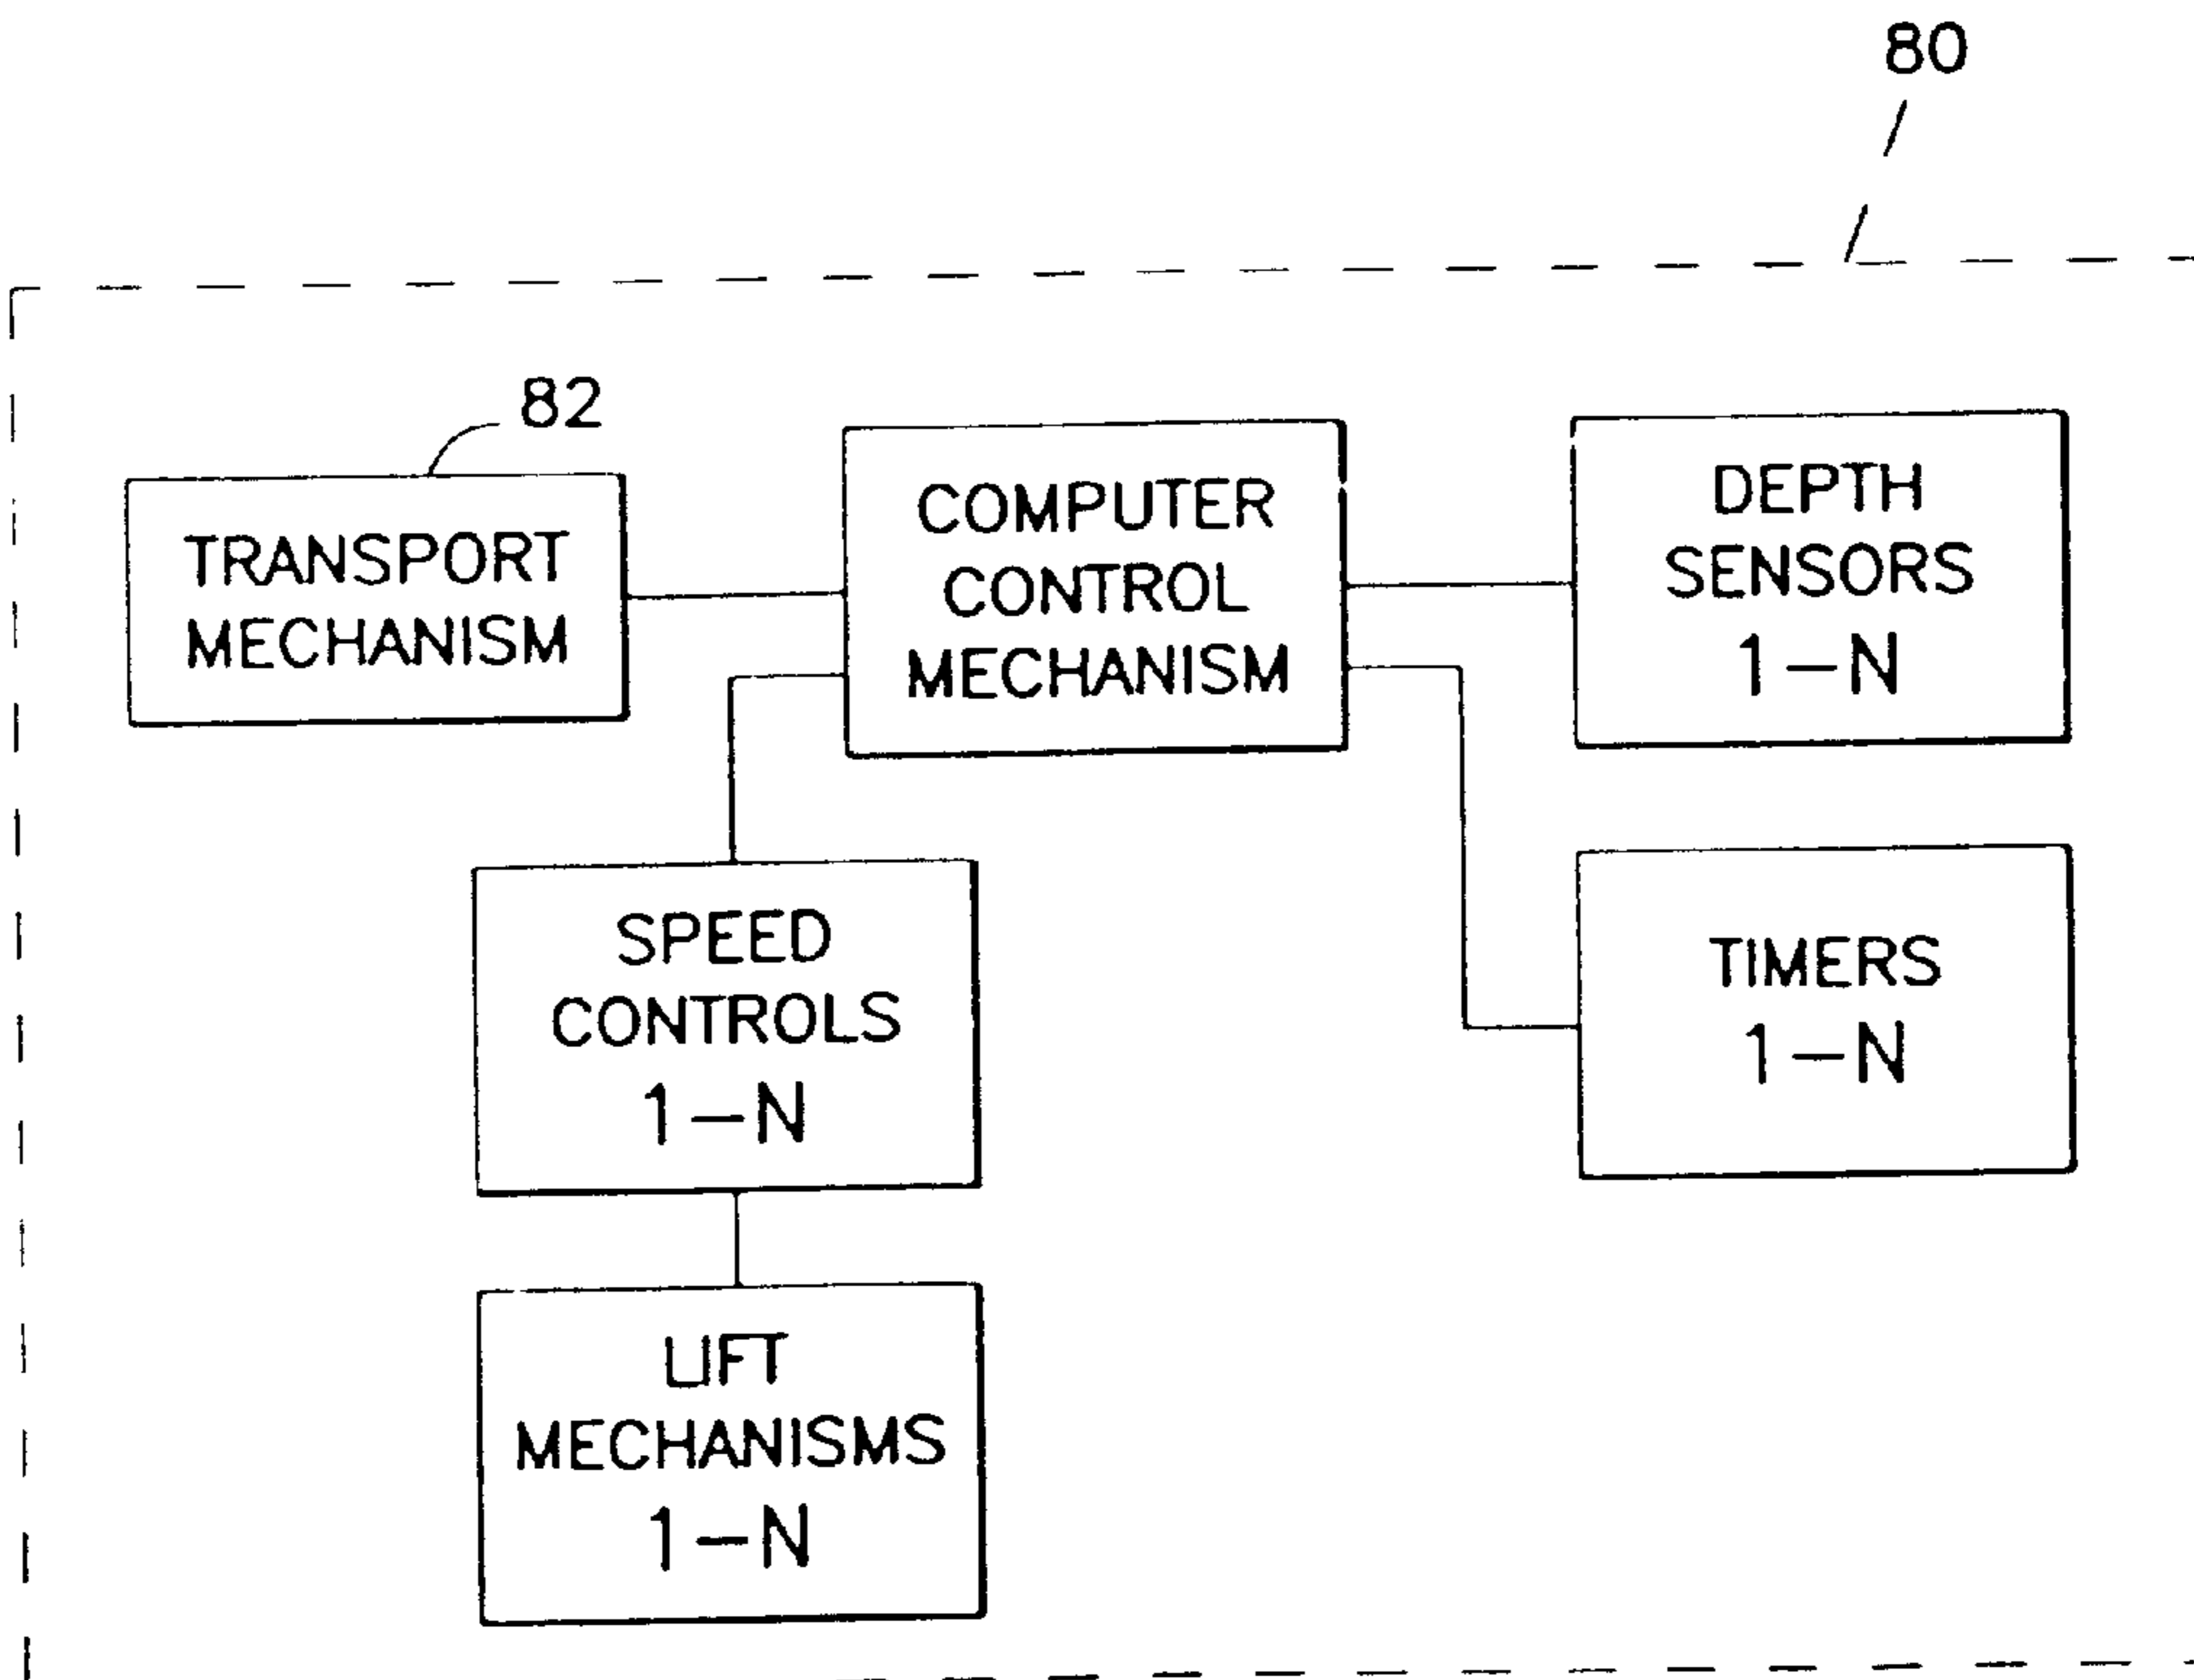 80
82
TRANSPORT
MECHANISM
COMPUTER
CONTROL
MECHANISM
DEPTH
SENSORS
1-N
SPEED
CONTROLS
1-N
TIMERS
1-N
LIFT
MECHANISMS
1-N